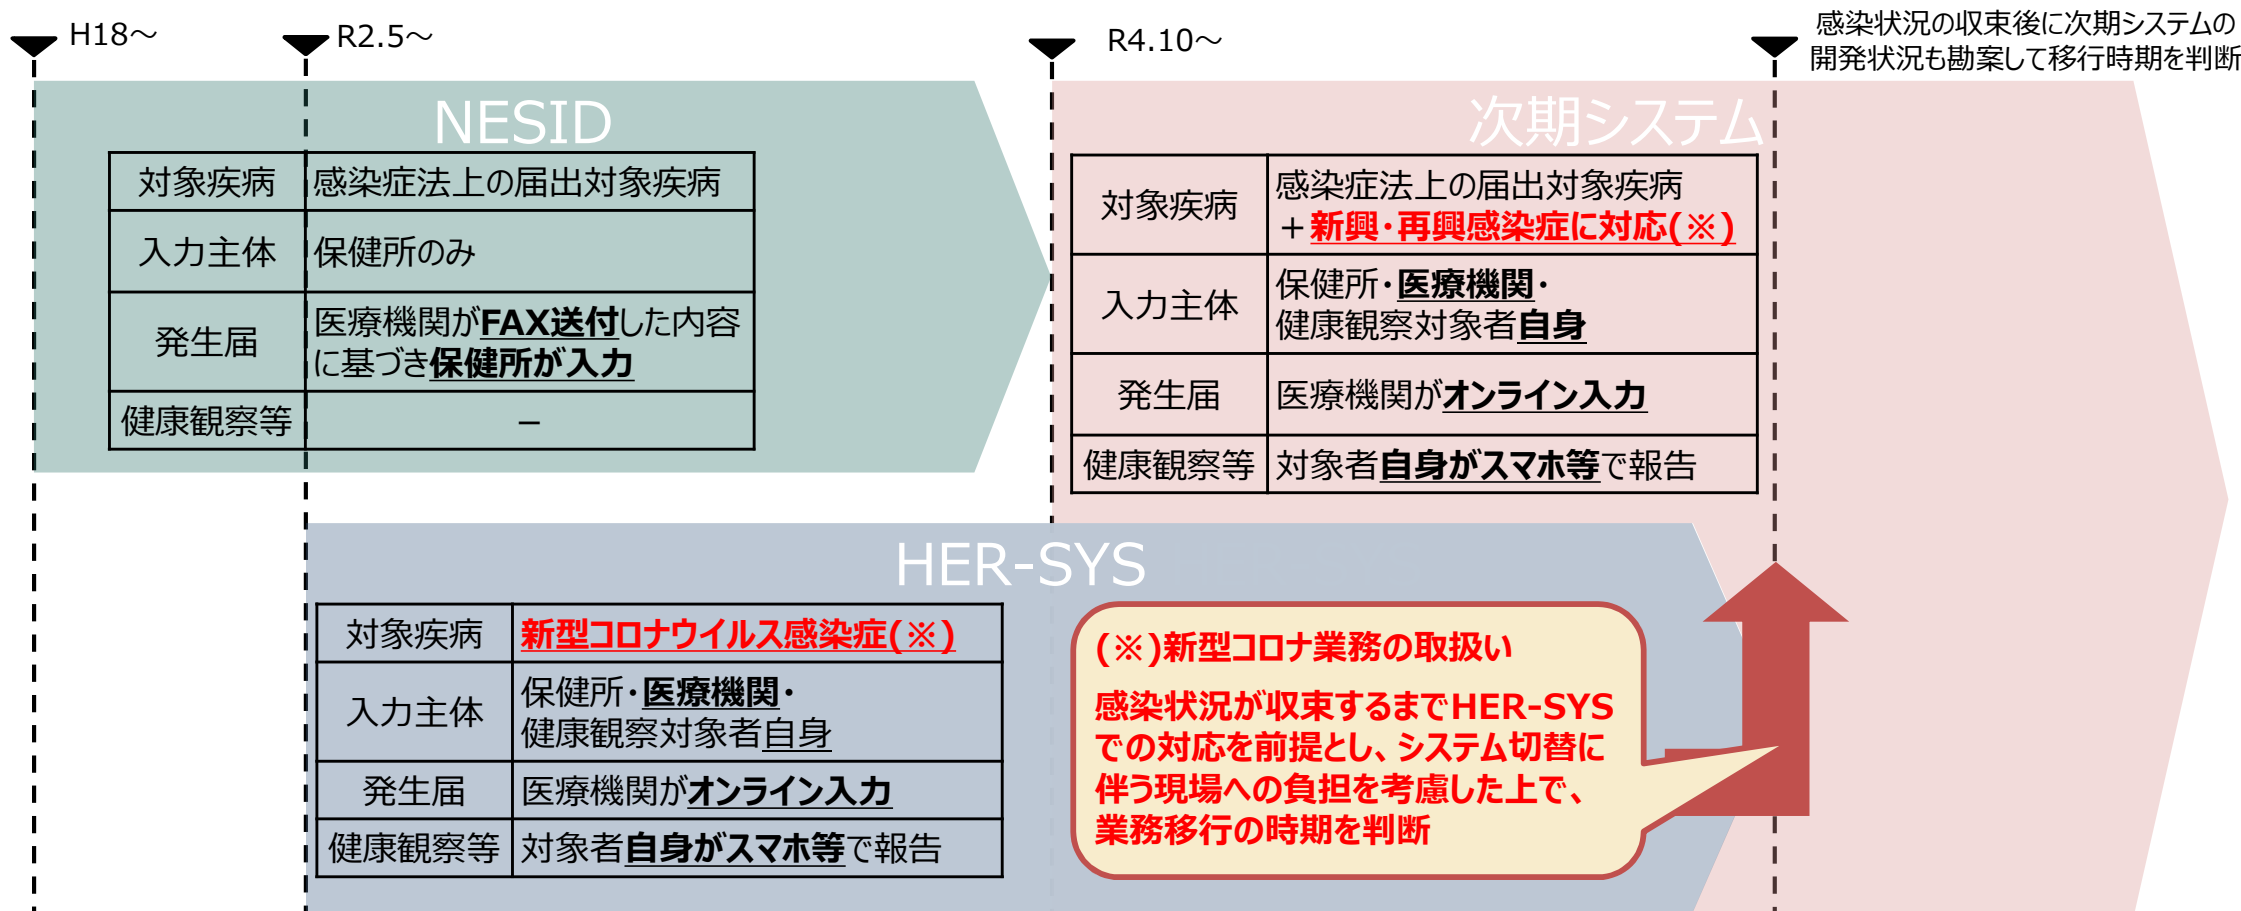 H18～
R2.5～
R4.10～
感染状況の収束後に次期システムの
開発状況も勘案して移行時期を判断
NESID
対象疾病 感染症法上の届出対象疾病
入力主体 保健所のみ
発生届 医療機関がFAX送付した内容
に基づき保健所が入力
健康観察等 －
次期システム
対象疾病 感染症法上の届出対象疾病
＋新興・再興感染症に対応(※)
入力主体 保健所・医療機関・
健康観察対象者自身
発生届 医療機関がオンライン入力
健康観察等 対象者自身がスマホ等で報告
HER-SYS
対象疾病 新型コロナウイルス感染症(※)
入力主体 保健所・医療機関・
健康観察対象者自身
発生届 医療機関がオンライン入力
健康観察等 対象者自身がスマホ等で報告
(※)新型コロナ業務の取扱い
感染状況が収束するまでHER-SYS
での対応を前提とし、システム切替に
伴う現場への負担を考慮した上で、
業務移行の時期を判断